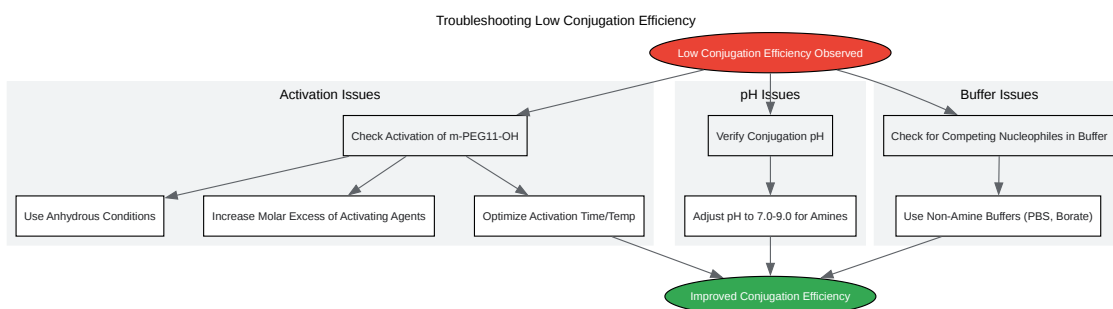 Troubleshooting Low Conjugation Efficiency
Low Conjugation Efficiency Observed
Activation Issues
pH Issues
Buffer Issues
Check Activation of m-PEG11-OH
Verify Conjugation pH
Check for Competing Nucleophiles in Buffer
Use Anhydrous Conditions
Increase Molar Excess of Activating Agents
Optimize Activation Time/Temp
Adjust pH to 7.0-9.0 for Amines
Use Non-Amine Buffers (PBS, Borate)
Improved Conjugation Efficiency